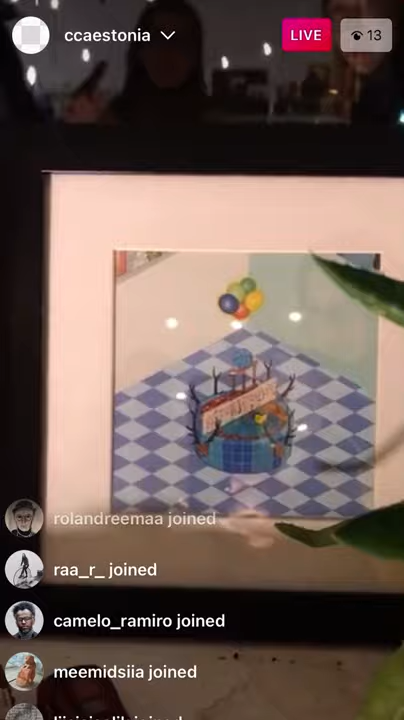 ccaestonia
LIVE
13
rolandreemaa joined
raa_r_ joined
camelo_ramiro joined
meemidsiia joined